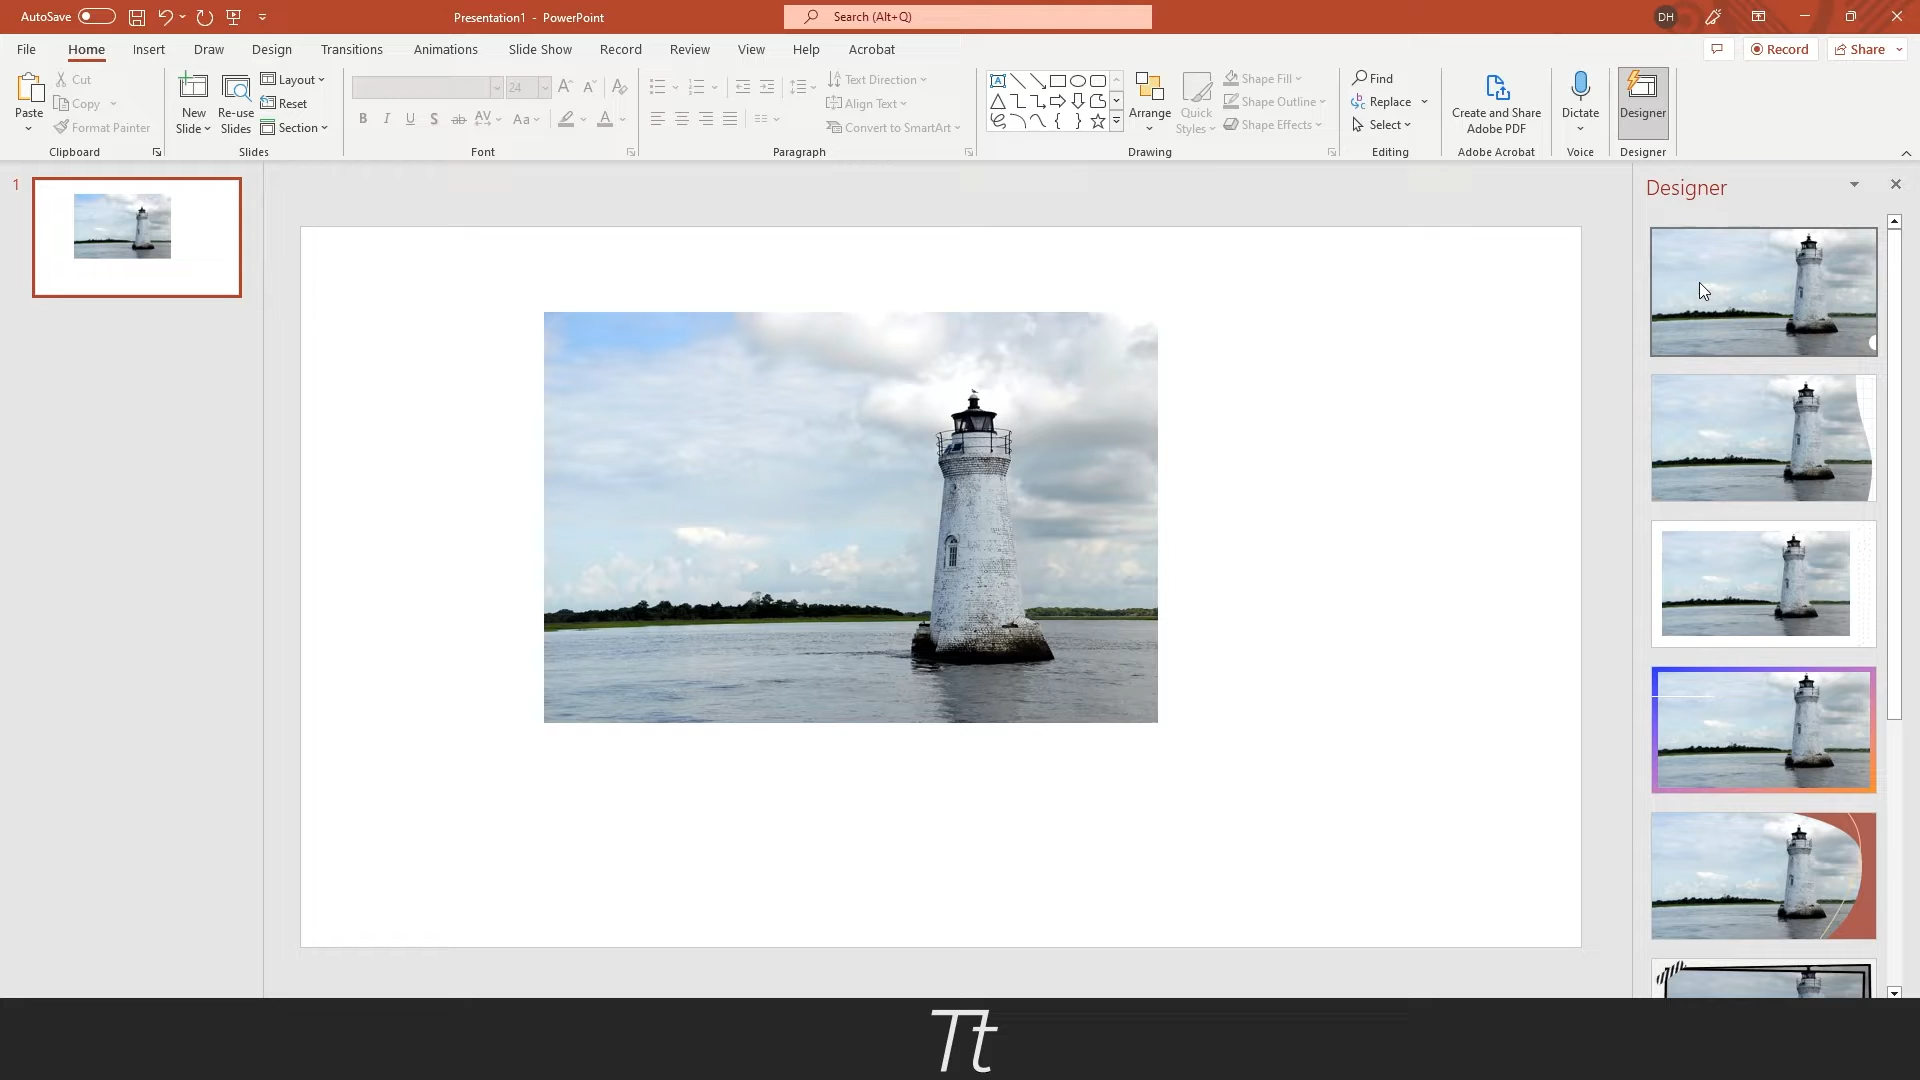 AutoSave
Presentation1 - PowerPoint
Search (Alt+Q)
DH
File Home Insert Draw Design Transitions Animations Slide Show Record Review View Help Acrobat
Record Share
Paste
Cut
Copy
Format Painter
Clipboard
New Slide
Re-use Slides
Layout
Reset
Section
Slides
24
B I U S ab AV Aa A
Font
Text Direction
Align Text
Convert to SmartArt
Paragraph
Arrange
Quick Styles
Shape Fill
Shape Outline
Shape Effects
Drawing
Find
Replace
Select
Editing
Create and Share Adobe PDF
Adobe Acrobat
Dictate
Voice
Designer
Designer
1
Designer
Tt